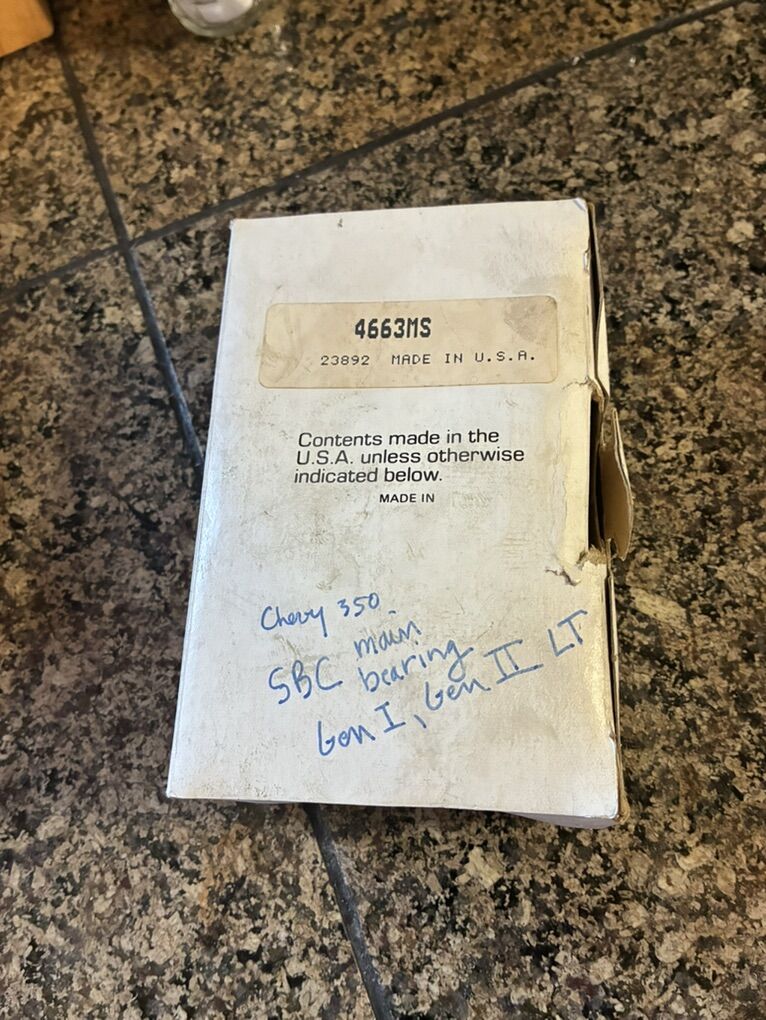 4663MS
23892 MADE IN U.S.A.
Contents made in the
U.S.A. unless otherwise
indicated below.
MADE IN
Chevy 350
SBC main
bearing
Gen I, Gen II LT